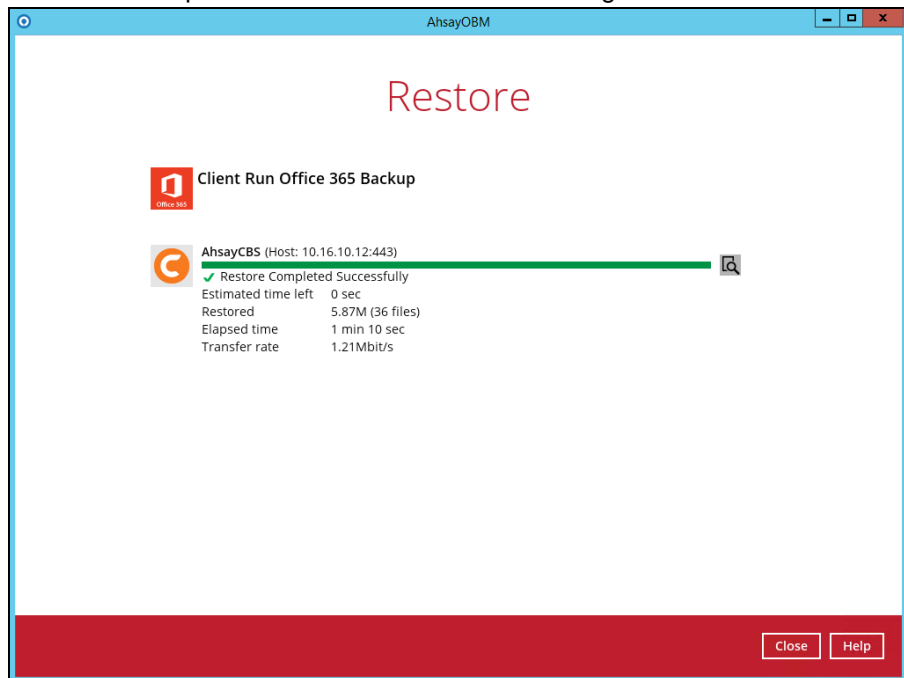 AhsayOBM
Restore
Client Run Office 365 Backup
Office 365
AhsayCBS (Host: 10.16.10.12:443)
Restore Completed Successfully
Estimated time left 0 sec
Restored 5.87M (36 files)
Elapsed time 1 min 10 sec
Transfer rate 1.21Mbit/s
Close Help